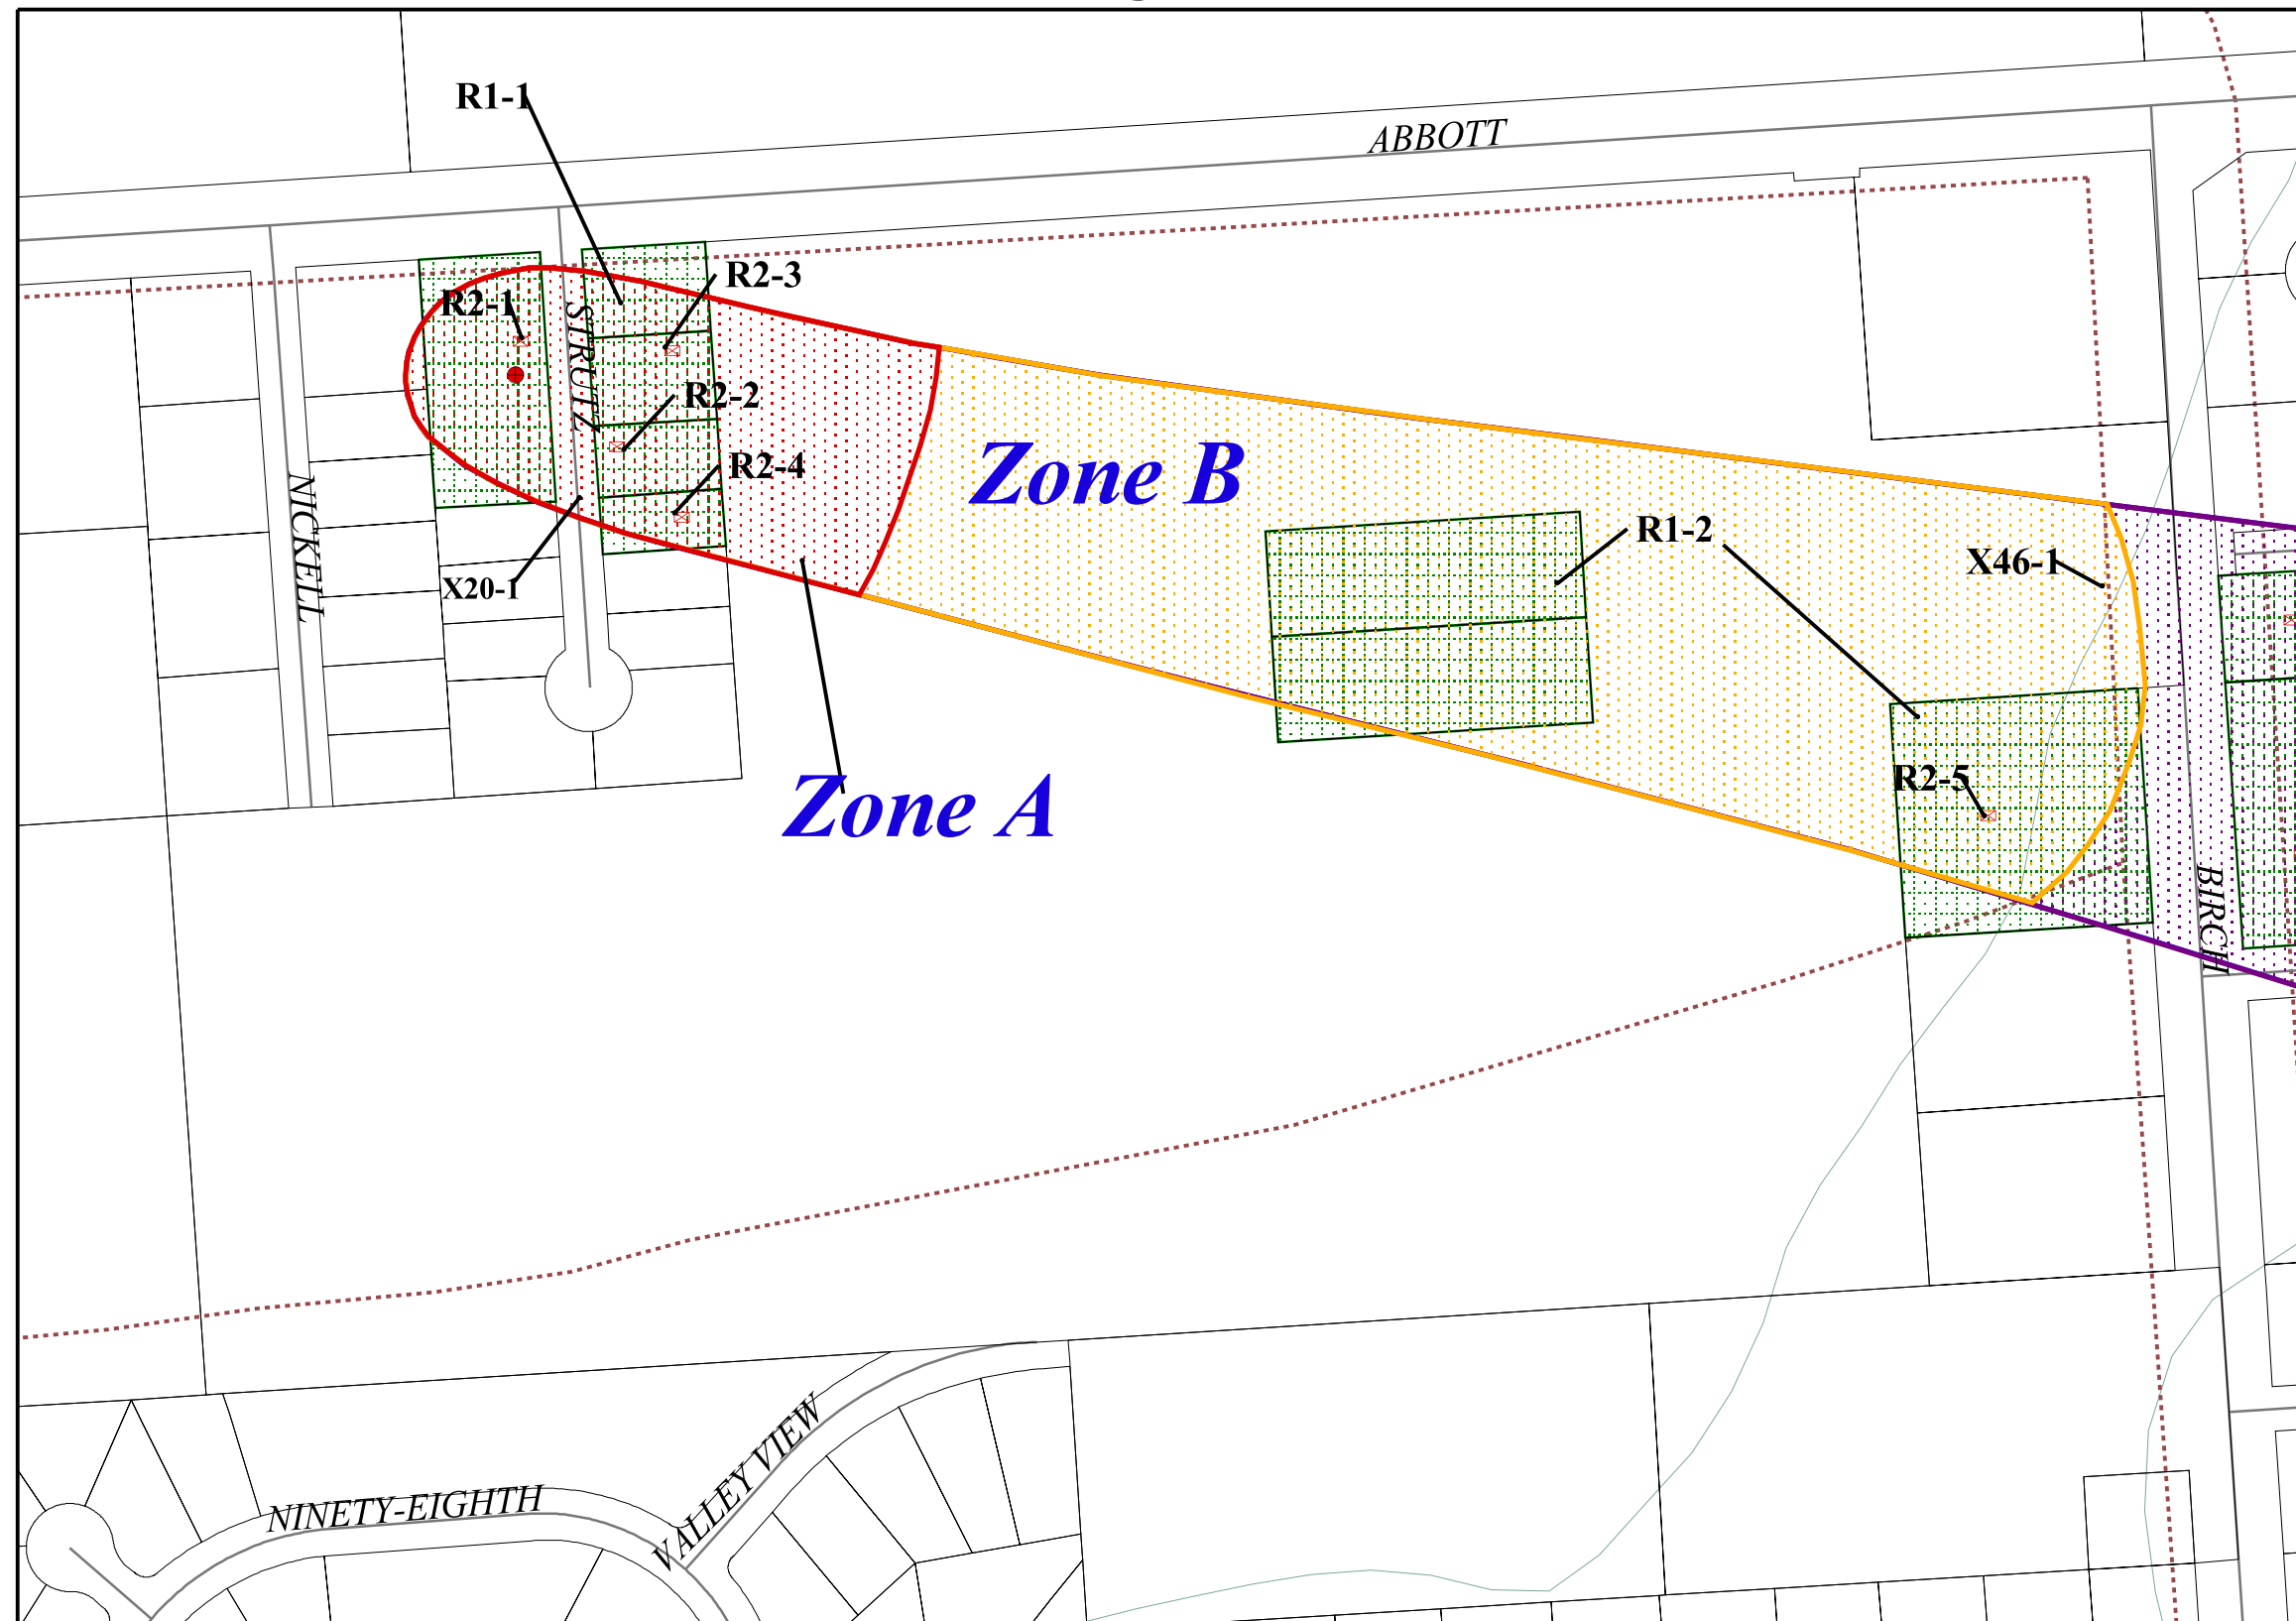 R1-1
ABBOTT
R2-3
R2-1
STRUTZ
R2-2
R2-4
Zone B
NICKELL
R1-2
X46-1
X20-1
R2-5
Zone A
BIRCH
VALLEY VIEW
NINETY-EIGHTH